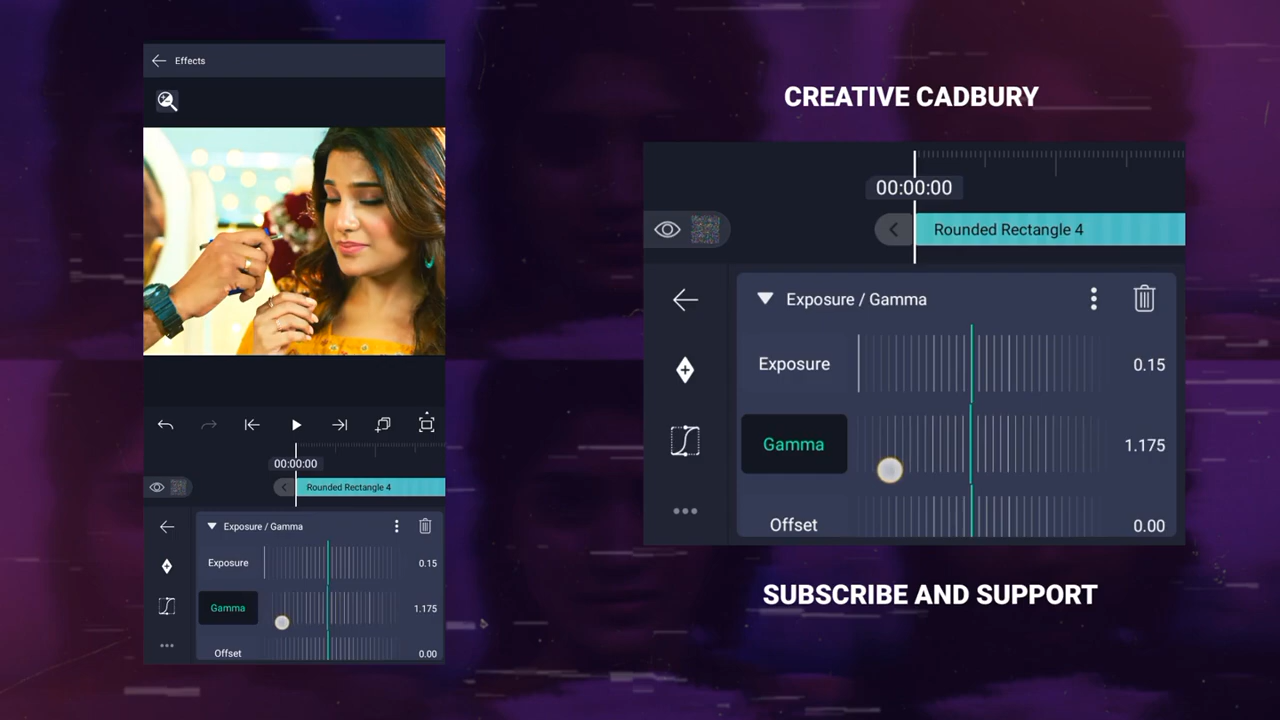 Effects
00:00:00
Rounded Rectangle 4
Exposure / Gamma
Exposure
0.15
Gamma
1.175
Offset
0.00
CREATIVE CADBURY
00:00:00
Rounded Rectangle 4
Exposure / Gamma
Exposure
0.15
Gamma
1.175
Offset
0.00
SUBSCRIBE AND SUPPORT